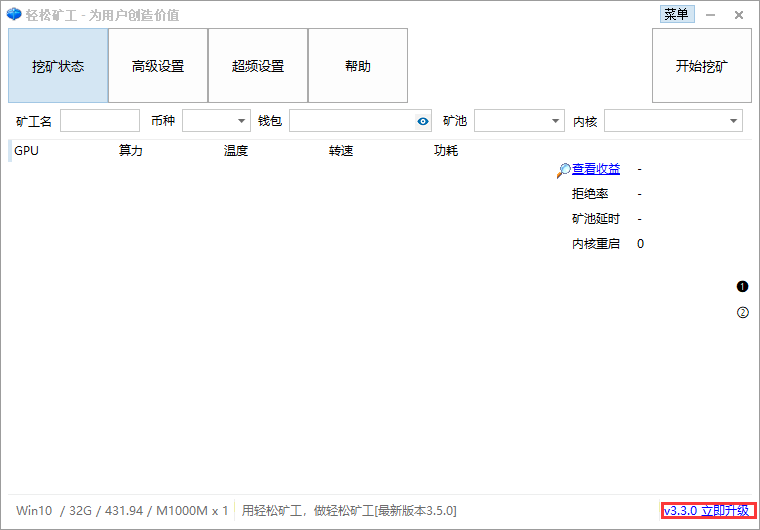 轻松矿工 - 为用户创造价值 菜单
挖矿状态 高级设置 超频设置 帮助 开始挖矿
矿工名 币种 钱包 矿池 内核
GPU 算力 温度 转速 功耗
查看收益 -
拒绝率 -
矿池延时 -
内核重启 0
❶
②
Win10 / 32G / 431.94 / M1000M x 1 用轻松矿工，做轻松矿工[最新版本3.5.0] v3.3.0 立即升级